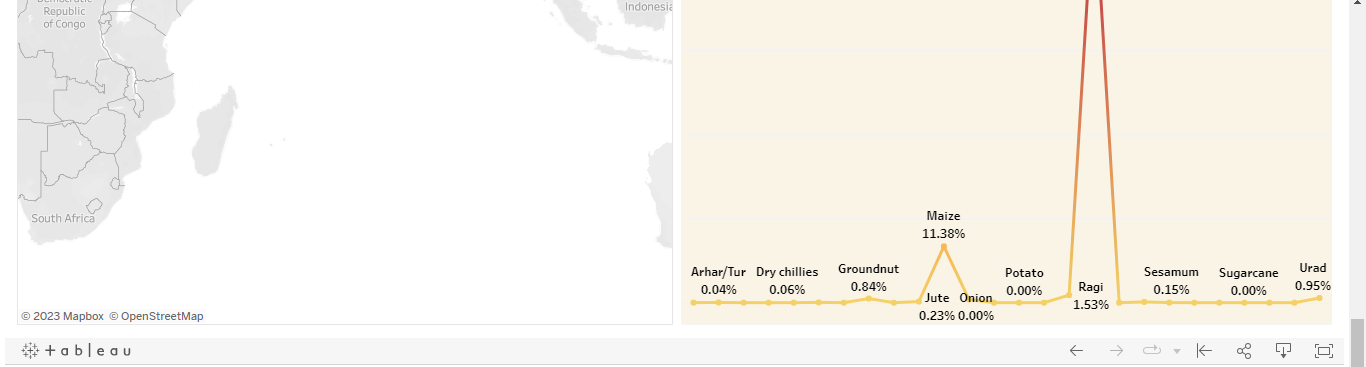 Democratic
Republic
of Congo
Indonesia
South Africa
© 2023 Mapbox © OpenStreetMap
Maize
11.38%
Arhar/Tur
0.04%
Dry chillies
0.06%
Groundnut
0.84%
Jute
0.23%
Onion
0.00%
Potato
0.00%
Ragi
1.53%
Sesamum
0.15%
Sugarcane
0.00%
Urad
0.95%
+ a b | e a u